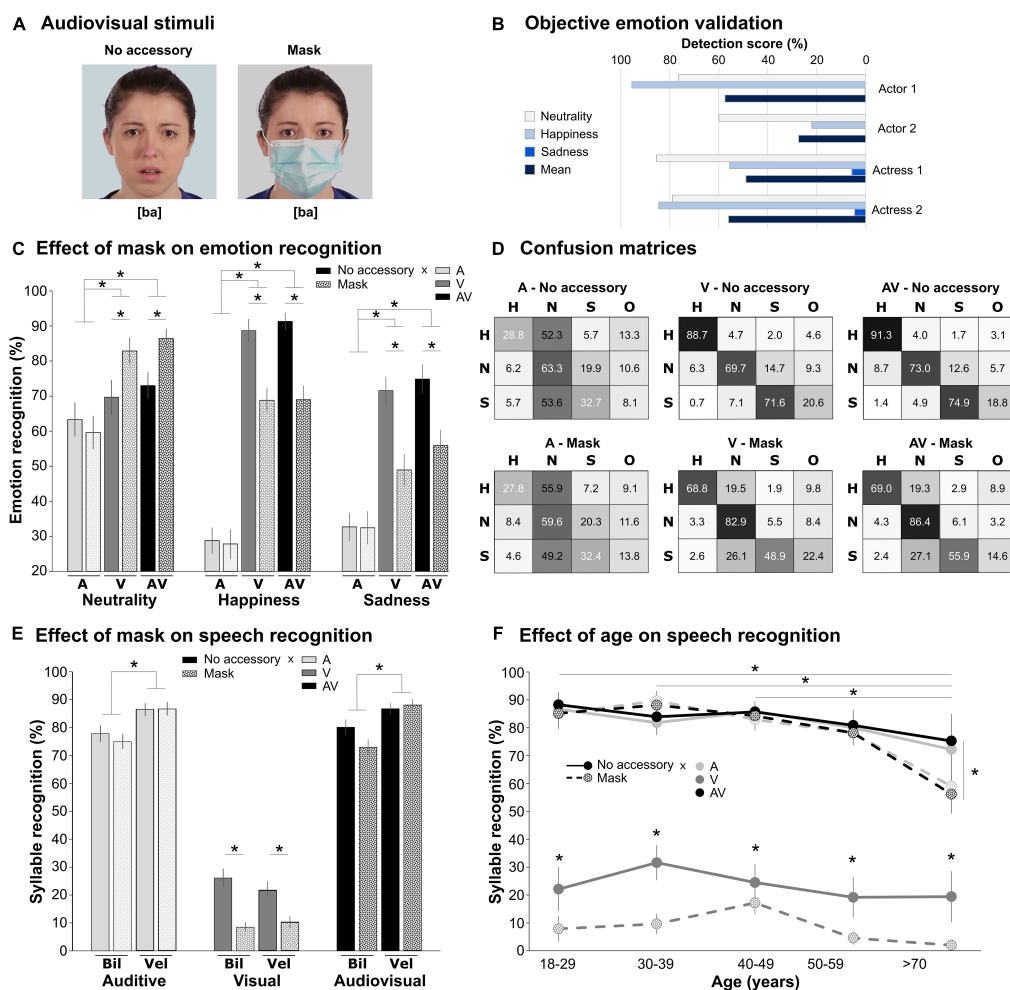 A Audiovisual stimuli
No accessory Mask
[ba] [ba]
B Objective emotion validation
Detection score (%)
100 80 60 40 20 0
Neutrality
Happiness
Sadness
Mean
Actor 1
Actor 2
Actress 1
Actress 2
C Effect of mask on emotion recognition
No accessory x A
Mask V
AV
* * * * * * * * * * * *
Emotion recognition (%)
100
90
80
70
60
50
40
30
20
A V AV A V AV A V AV
Neutrality Happiness Sadness
D Confusion matrices
A - No accessory
H N S O
H 28.8 52.3 5.7 13.3
N 6.2 63.3 19.9 10.6
S 5.7 53.6 32.7 8.1
V - No accessory
H N S O
H 88.7 4.7 2.0 4.6
N 6.3 69.7 14.7 9.3
S 0.7 7.1 71.6 20.6
AV - No accessory
H N S O
H 91.3 4.0 1.7 3.1
N 8.7 73.0 12.6 5.7
S 1.4 4.9 74.9 18.8
A - Mask
H N S O
H 27.8 55.9 7.2 9.1
N 8.4 59.6 20.3 11.6
S 4.6 49.2 32.4 13.8
V - Mask
H N S O
H 68.8 19.5 1.9 9.8
N 3.3 82.9 5.5 8.4
S 2.6 26.1 48.9 22.4
AV - Mask
H N S O
H 69.0 19.3 2.9 8.9
N 4.3 86.4 6.1 3.2
S 2.4 27.1 55.9 14.6
E Effect of mask on speech recognition
No accessory x A
Mask V
AV
* * * *
Syllable recognition (%)
100
90
80
70
60
50
40
30
20
10
0
Bil Vel Bil Vel Bil Vel
Auditive Visual Audiovisual
F Effect of age on speech recognition
* * * *
No accessory x A
Mask V
AV
* * * * *
Syllable recognition (%)
100
90
80
70
60
50
40
30
20
10
0
18-29 30-39 40-49 50-59 >70
Age (years)